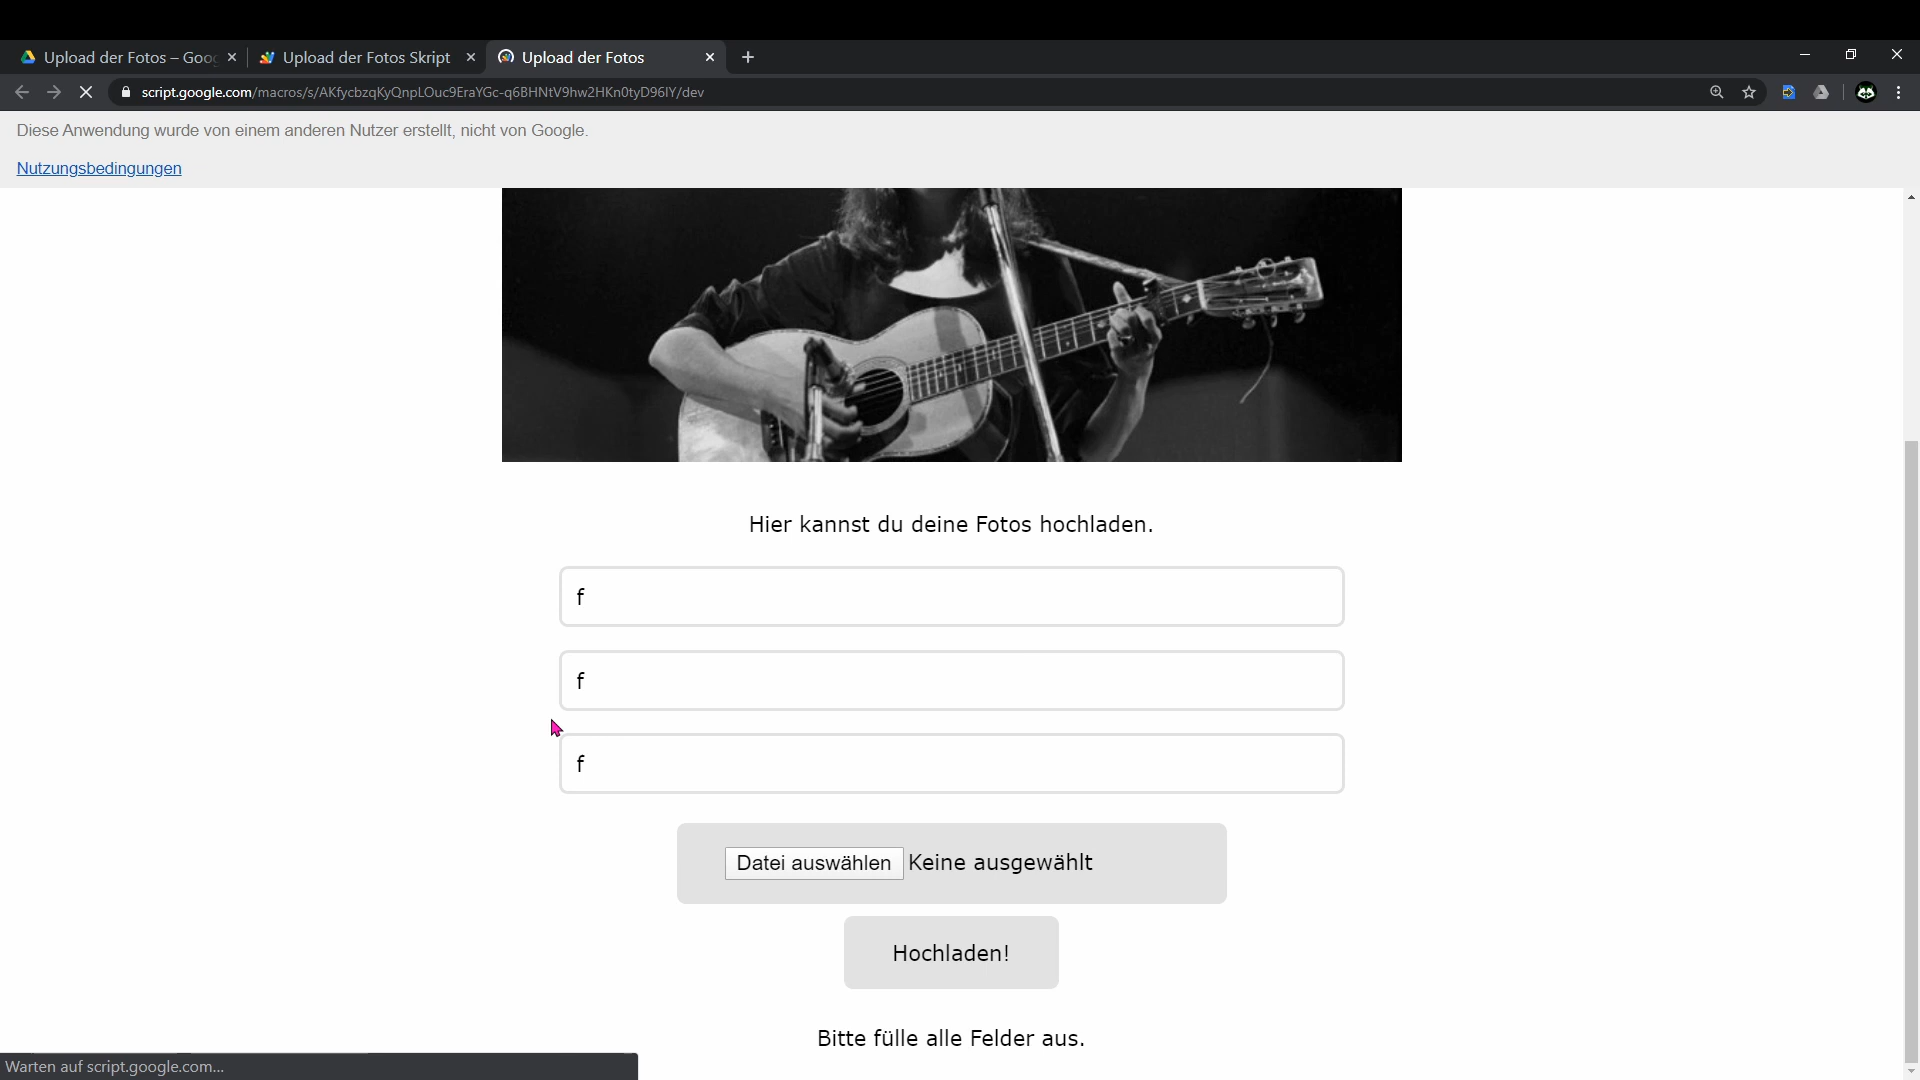 Upload der Fotos – Goo
Upload der Fotos Skript
Upload der Fotos
script.google.com/macros/s/AKfycbzqKyQnpLOuc9EraYGc-q6BHNtV9hw2HKn0tyD96lY/dev
Diese Anwendung wurde von einem anderen Nutzer erstellt, nicht von Google.
Nutzungsbedingungen
Hier kannst du deine Fotos hochladen.
f
f
f
Datei auswählen Keine ausgewählt
Hochladen!
Bitte fülle alle Felder aus.
Warten auf script.google.com...